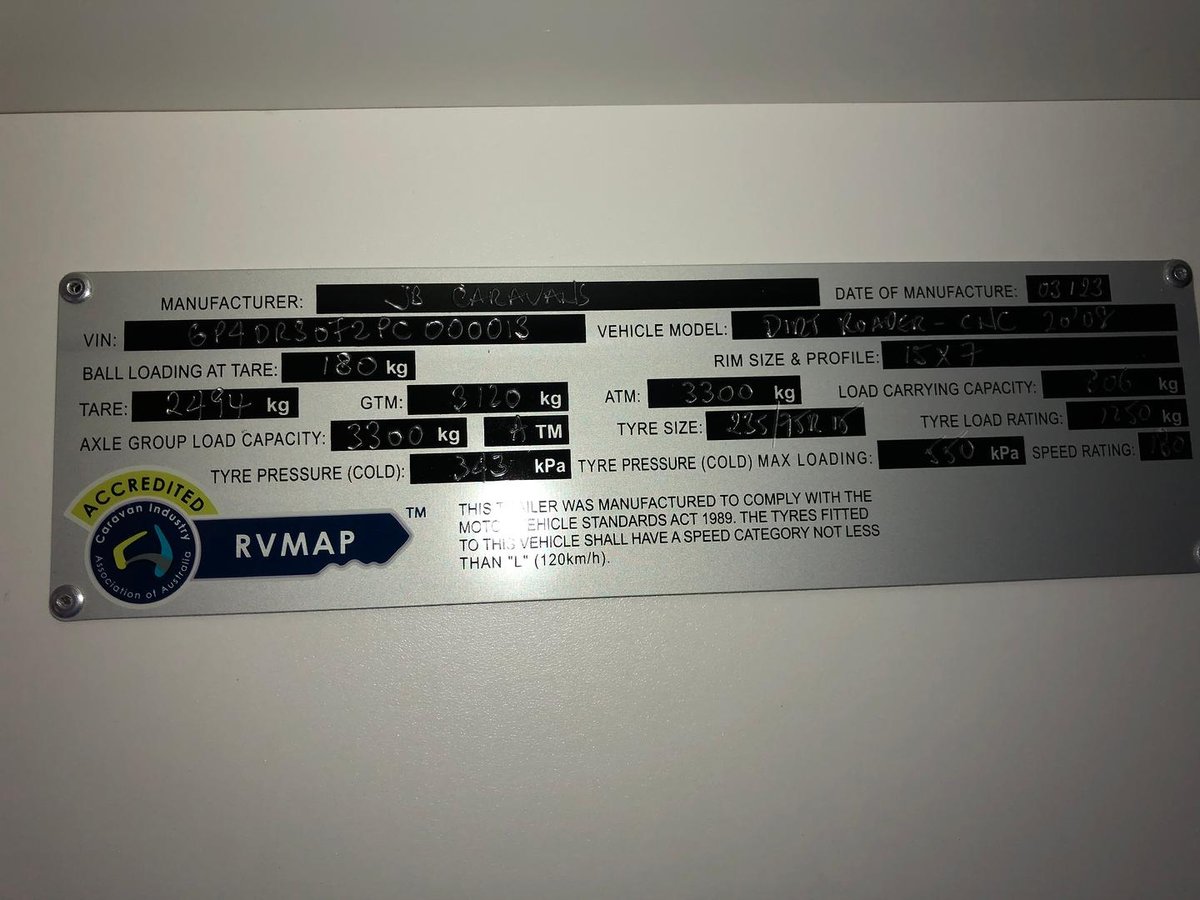 MANUFACTURER: JB CARAVANS DATE OF MANUFACTURE: 03/23
VIN: 6P4DR30F2PC000013 VEHICLE MODEL: DIRT ROADER - CNC
BALL LOADING AT TARE: 180 kg RIM SIZE & PROFILE: 15X7
TARE: 2494 kg GTM: 3120 kg ATM: 3300 kg LOAD CARRYING CAPACITY: 806 kg
AXLE GROUP LOAD CAPACITY: 3300 kg A TM TYRE SIZE: 235/75R15 TYRE LOAD RATING: 1250 kg
TYRE PRESSURE (COLD): 343 kPa TYRE PRESSURE (COLD) MAX LOADING: 550 kPa SPEED RATING:
ACCREDITED
Caravan Industry
Association of Australia
RVMAP TM
THIS TRAILER WAS MANUFACTURED TO COMPLY WITH THE
MOTOR VEHICLE STANDARDS ACT 1989. THE TYRES FITTED
TO THIS VEHICLE SHALL HAVE A SPEED CATEGORY NOT LESS
THAN "L" (120km/h).